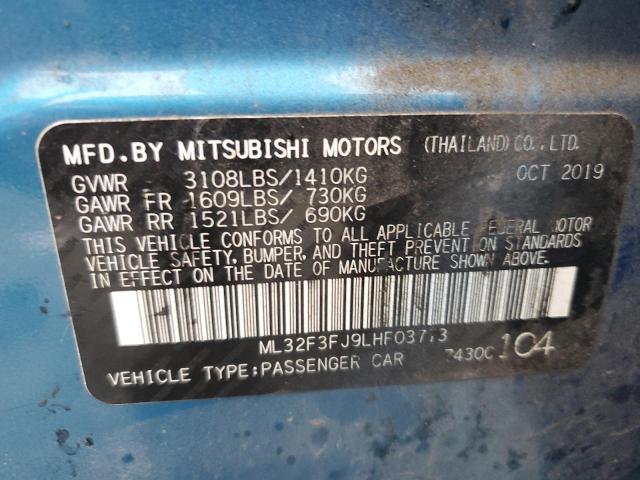 MFD.BY MITSUBISHI MOTORS (THAILAND) CO.,LTD.
GVWR 3108LBS/1410KG OCT 2019
GAWR FR 1609LBS/ 730KG
GAWR RR 1521LBS/ 690KG
THIS VEHICLE CONFORMS TO ALL APPLICABLE FEDERAL MOTOR
VEHICLE SAFETY, BUMPER, AND THEFT PREVENTION STANDARDS
IN EFFECT ON THE DATE OF MANUFACTURE SHOWN ABOVE.
VEHICLE TYPE:PASSENGER CAR 7430C 104